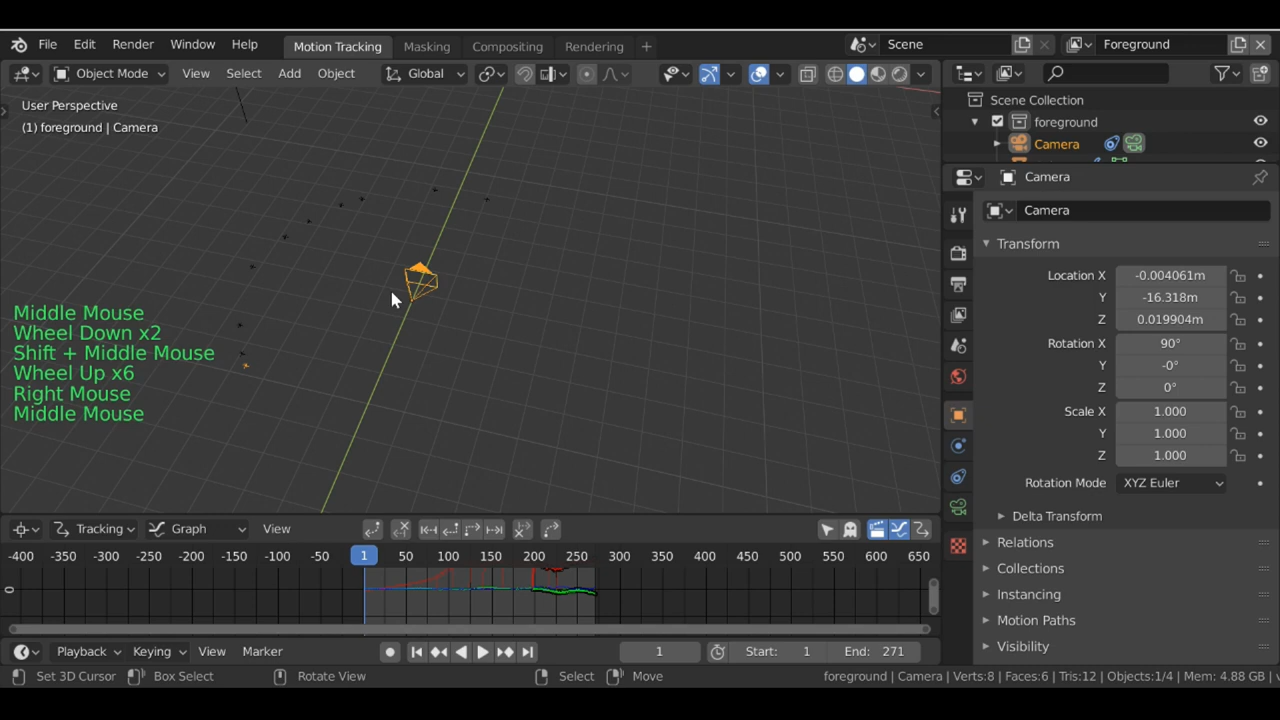 File Edit Render Window Help Motion Tracking Masking Compositing Rendering + Scene Foreground
Object Mode View Select Add Object Global
User Perspective
(1) foreground | Camera
Scene Collection
foreground
Camera
Camera
Camera
Transform
Location X -0.004061m
Y -16.318m
Z 0.019904m
Rotation X 90°
Y -0°
Z 0°
Scale X 1.000
Y 1.000
Z 1.000
Rotation Mode XYZ Euler
Delta Transform
Relations
Collections
Instancing
Motion Paths
Visibility
Middle Mouse
Wheel Down x2
Shift + Middle Mouse
Wheel Up x6
Right Mouse
Middle Mouse
Tracking Graph View
-400 -350 -300 -250 -200 -150 -100 -50 1 50 100 150 200 250 300 350 400 450 500 550 600 650
0
Playback Keying View Marker 1 Start: 1 End: 271
Set 3D Cursor Box Select Rotate View Select Move foreground | Camera | Verts:8 | Faces:6 | Tris:12 | Objects:1/4 | Mem: 4.88 GB |